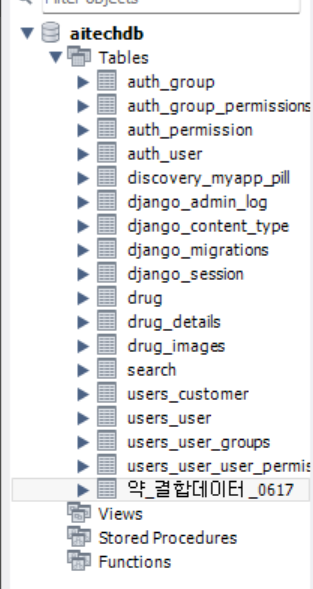 Filter objects
aitechdb
Tables
auth_group
auth_group_permissions
auth_permission
auth_user
discovery_myapp_pill
django_admin_log
django_content_type
django_migrations
django_session
drug
drug_details
drug_images
search
users_customer
users_user
users_user_groups
users_user_user_permis
약_결합데이터_0617
Views
Stored Procedures
Functions